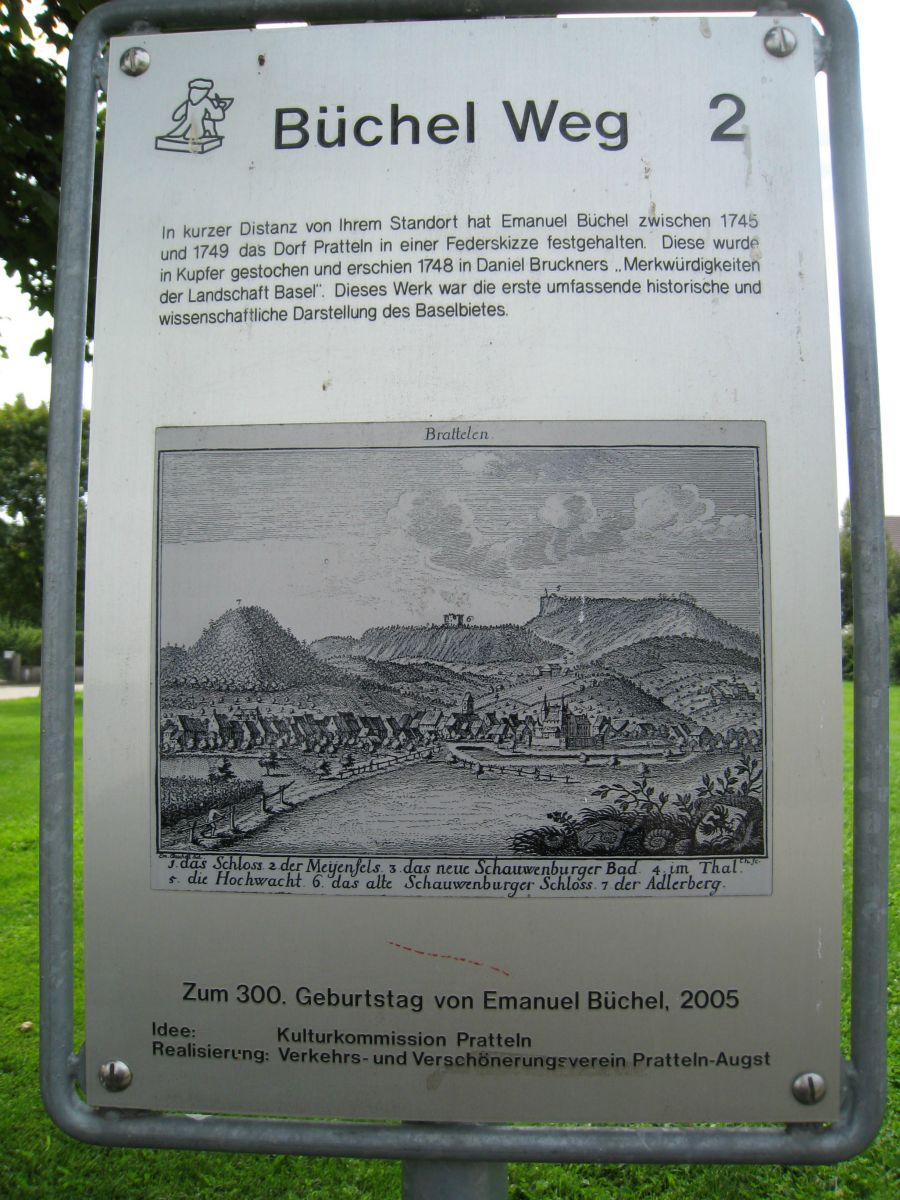 Büchel Weg 2
In kurzer Distanz von Ihrem Standort hat Emanuel Büchel zwischen 1745
und 1749 das Dorf Pratteln in einer Federskizze festgehalten. Diese wurde
in Kupfer gestochen und erschien 1748 in Daniel Bruckners „Merkwürdigkeiten
der Landschaft Basel“. Dieses Werk war die erste umfassende historische und
wissenschaftliche Darstellung des Baselbietes.
Brattelen.
7
6
5
1. das Schloss. 2 der Meyenfels. 3. das neue Schauwenburger Bad. 4. im Thal.
5. die Hochwacht. 6. das alte Schauwenburger Schloss. 7 der Adlerberg.
Zum 300. Geburtstag von Emanuel Büchel, 2005
Idee: Kulturkommission Pratteln
Realisierung: Verkehrs- und Verschönerungsverein Pratteln-Augst